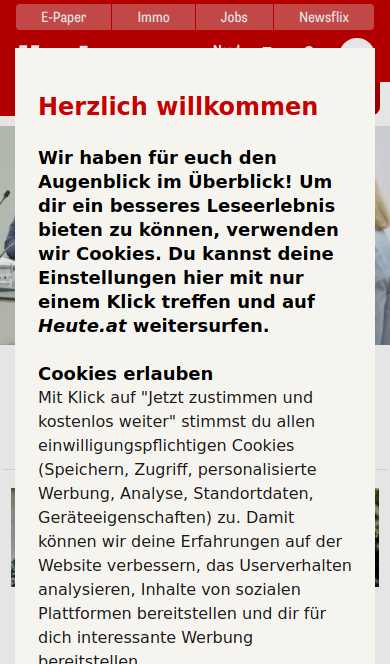 E-Paper Immo Jobs Newsflix
Herzlich willkommen
Wir haben für euch den
Augenblick im Überblick! Um
dir ein besseres Leseerlebnis
bieten zu können, verwenden
wir Cookies. Du kannst deine
Einstellungen hier mit nur
einem Klick treffen und auf
Heute.at weitersurfen.
Cookies erlauben
Mit Klick auf "Jetzt zustimmen und
kostenlos weiter" stimmst du allen
einwilligungspflichtigen Cookies
(Speichern, Zugriff, personalisierte
Werbung, Analyse, Standortdaten,
Geräteeigenschaften) zu. Damit
können wir deine Erfahrungen auf der
Website verbessern, das Userverhalten
analysieren, Inhalte von sozialen
Plattformen bereitstellen und dir für
dich interessante Werbung
bereitstellen